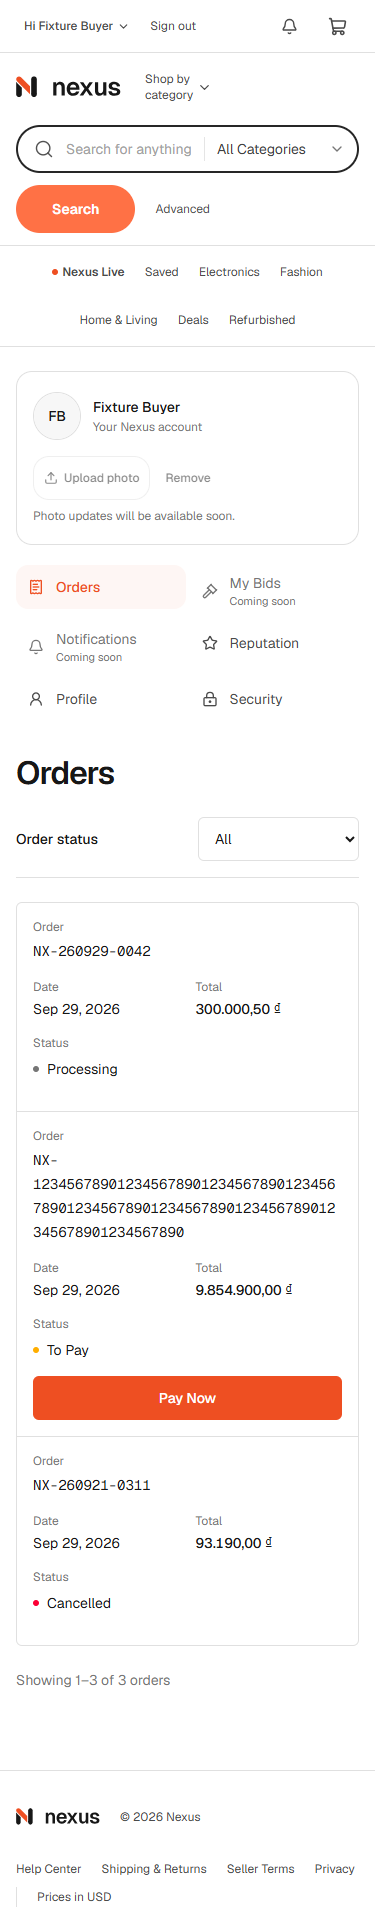 Hi Fixture Buyer Sign out
nexus Shop by
category
Search for anything All Categories
Search Advanced
Nexus Live Saved Electronics Fashion
Home & Living Deals Refurbished
FB Fixture Buyer
Your Nexus account
Upload photo Remove
Photo updates will be available soon.
Orders My Bids
Coming soon
Notifications Reputation
Coming soon
Profile Security
Orders
Order status All
Order
NX-260929-0042
Date Total
Sep 29, 2026 300.000,50 ₫
Status
Processing
Order
NX-
1234567890123456789012345678901234 56
78901234567890123456789012345678901 2
345678901234567890
Date Total
Sep 29, 2026 9.854.900,00 ₫
Status
To Pay
Pay Now
Order
NX-260921-0311
Date Total
Sep 29, 2026 93.190,00 ₫
Status
Cancelled
Showing 1–3 of 3 orders
nexus © 2026 Nexus
Help Center Shipping & Returns Seller Terms Privacy
Prices in USD